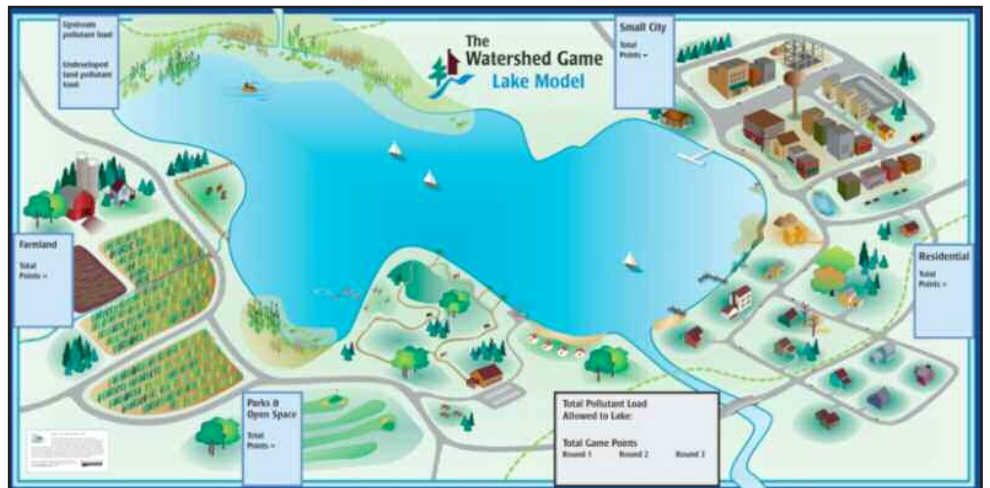 Upstream
pollutant load
Undeveloped
land pollutant
load
The
Watershed Game
Lake Model
Small City
Total
Points =
Farmland
Total
Points =
Residential
Total
Points =
Parks &
Open Space
Total
Points =
Total Pollutant Load
Allowed to Lake:
Total Game Points
Round 1 Round 2 Round 3